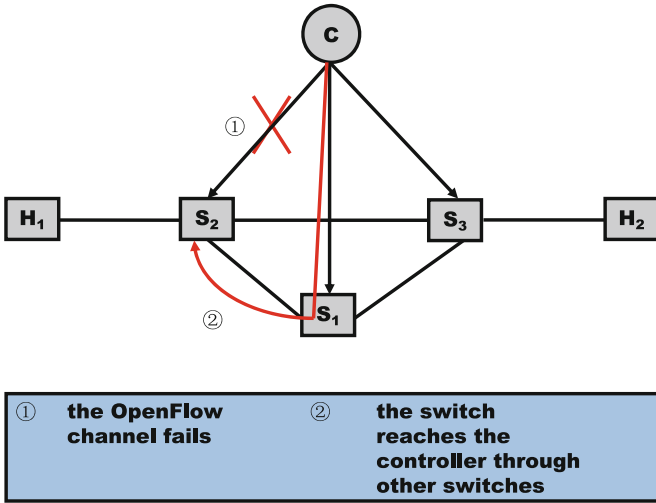 C
①
H₁
S₂
S₃
H₂
S₁
②
① the OpenFlow
channel fails
② the switch
reaches the
controller through
other switches